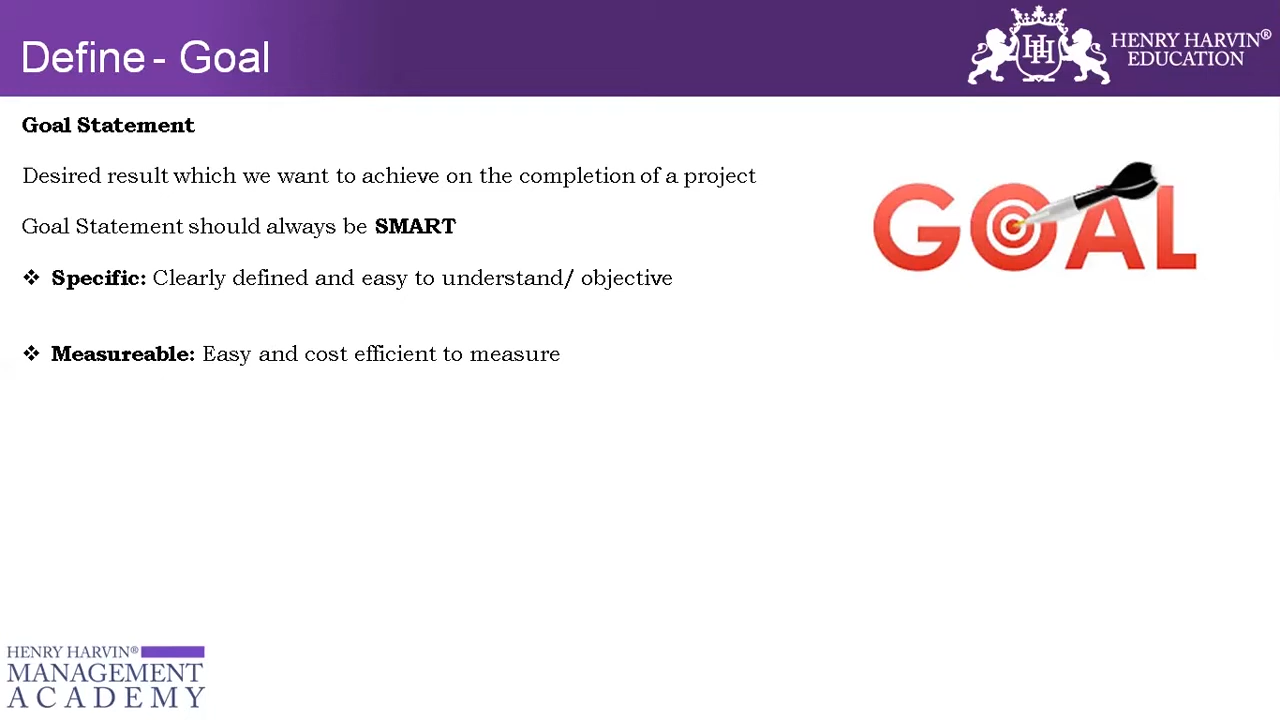 Define - Goal
HENRY HARVIN®
EDUCATION
Goal Statement
Desired result which we want to achieve on the completion of a project
Goal Statement should always be SMART
❖ Specific: Clearly defined and easy to understand/ objective
❖ Measureable: Easy and cost efficient to measure
GOAL
HENRY HARVIN®
MANAGEMENT
ACADEMY